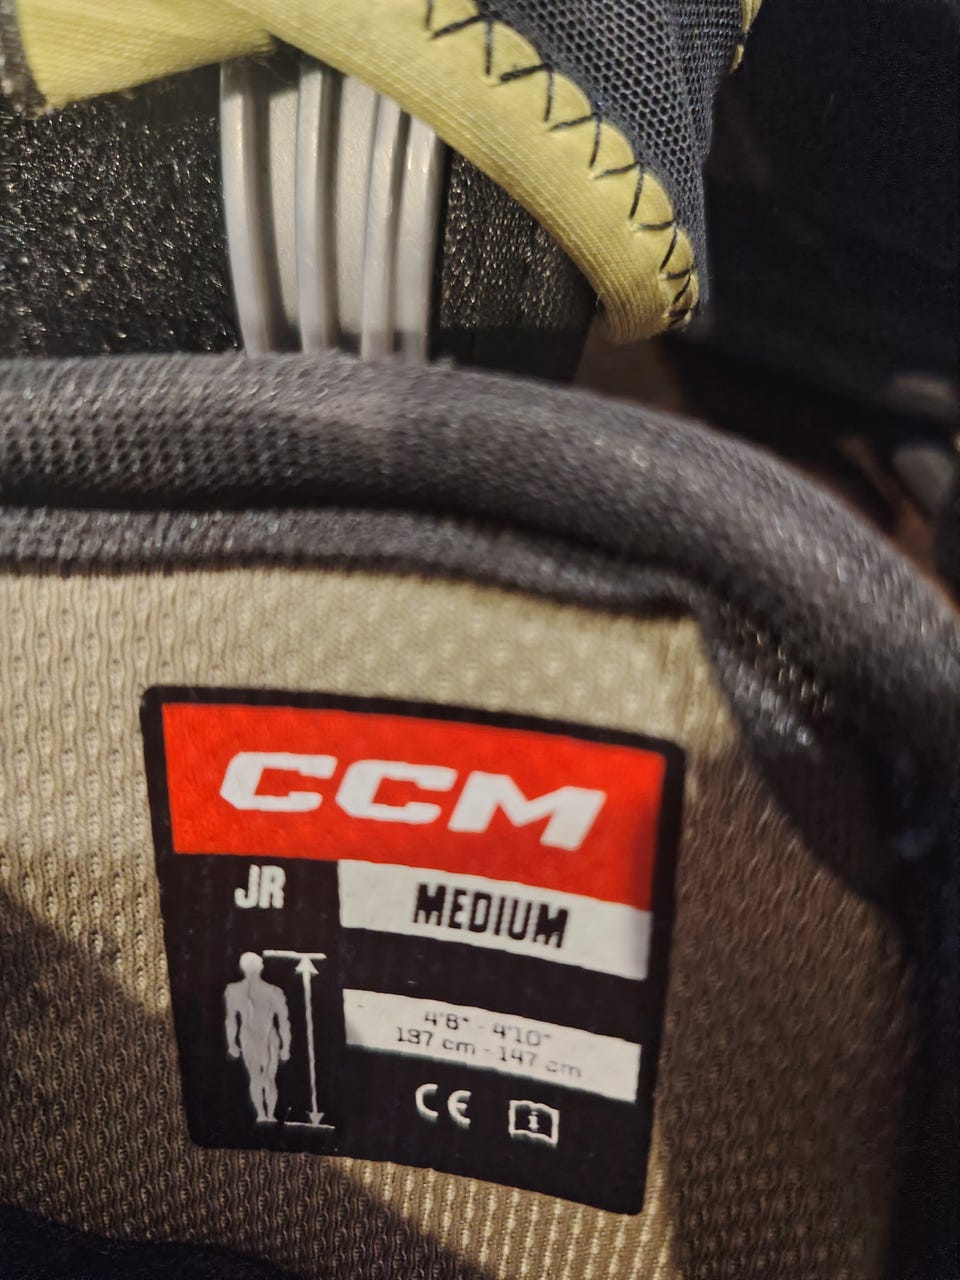 CCM
JR
MEDIUM
4'8" - 4'10"
137 cm - 147 cm
CE
i